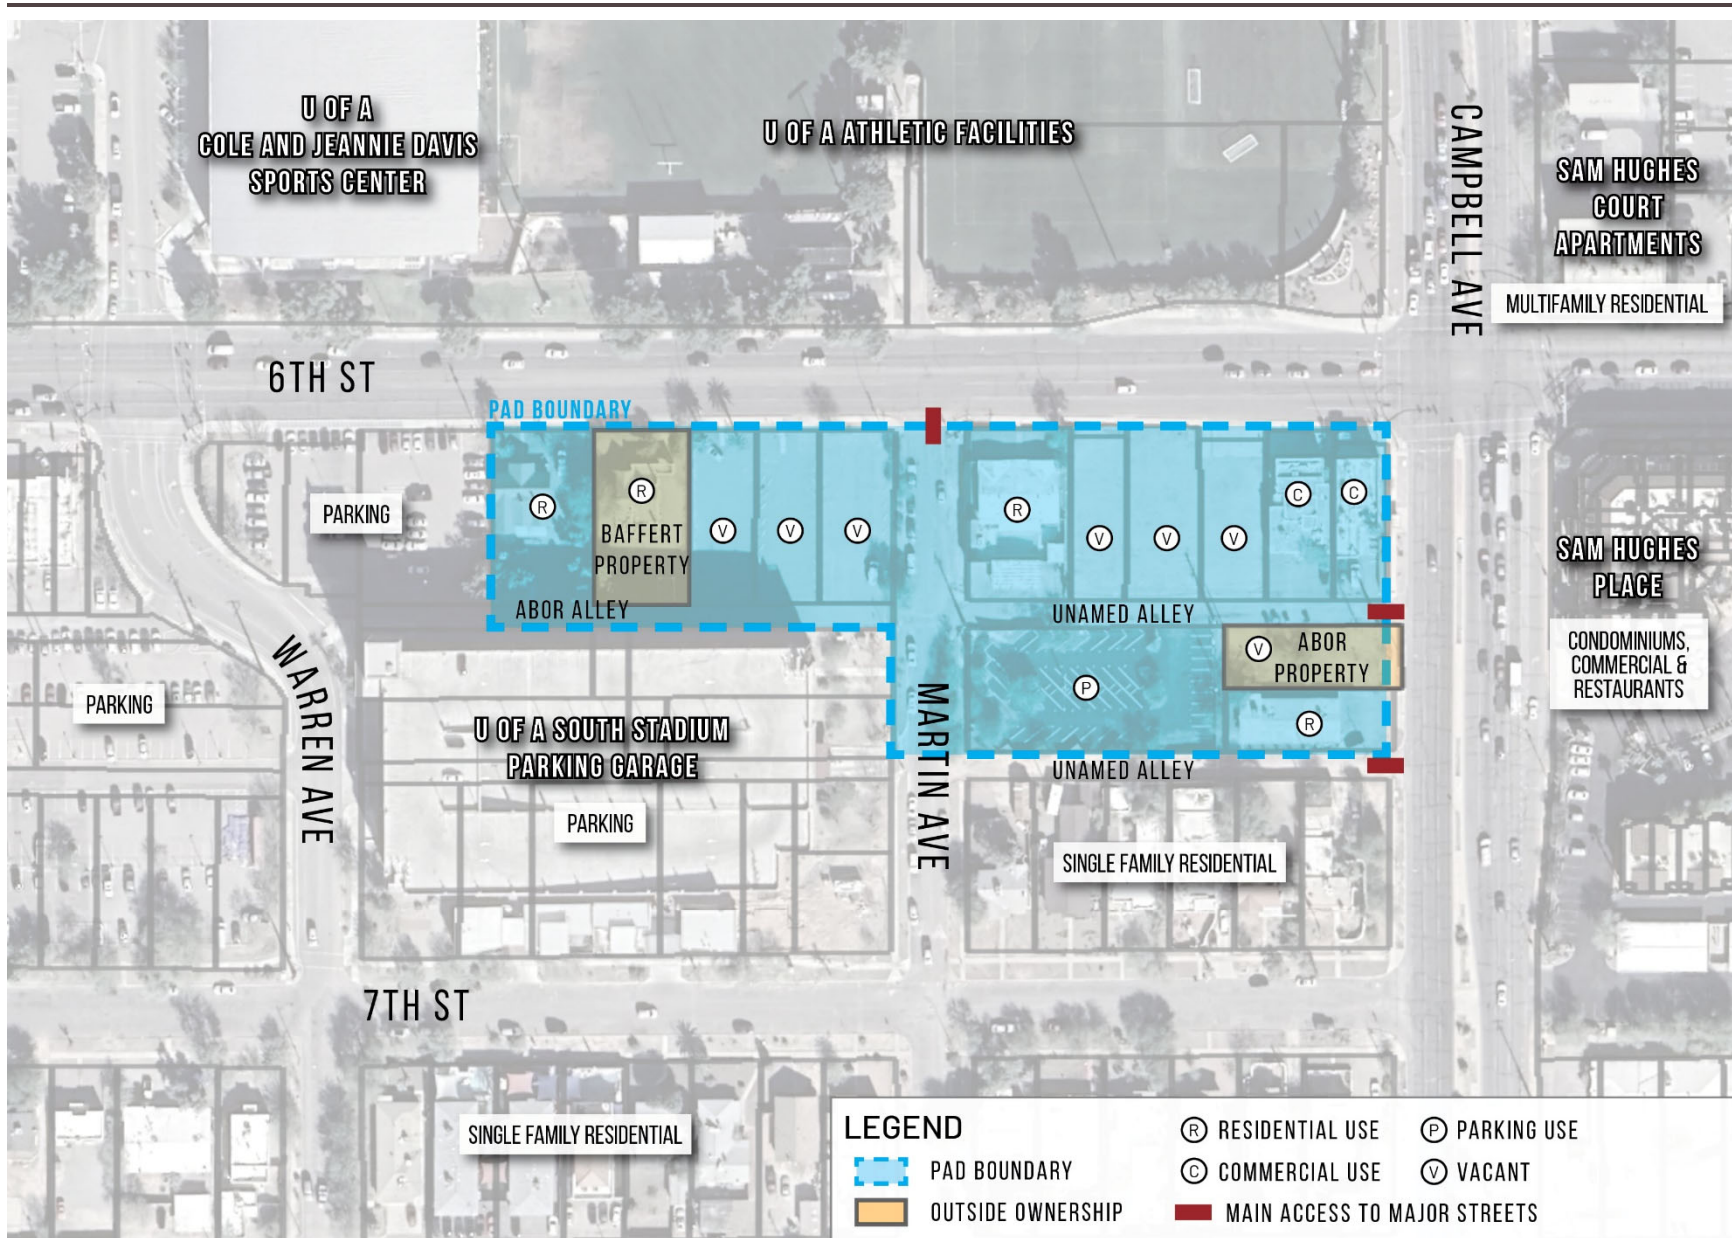 U OF A
COLE AND JEANNIE DAVIS
SPORTS CENTER
U OF A ATHLETIC FACILITIES
CAMPBELL AVE
SAM HUGHES
COURT
APARTMENTS
MULTIFAMILY RESIDENTIAL
6TH ST
PAD BOUNDARY
PARKING
R
R
BAFFERT
PROPERTY
V
V
V
R
V
V
V
C
C
ABOR ALLEY
UNAMED ALLEY
SAM HUGHES
PLACE
CONDOMINIUMS,
COMMERCIAL &
RESTAURANTS
V
ABOR
PROPERTY
P
R
WARREN AVE
PARKING
U OF A SOUTH STADIUM
PARKING GARAGE
PARKING
MARTIN AVE
UNAMED ALLEY
SINGLE FAMILY RESIDENTIAL
7TH ST
SINGLE FAMILY RESIDENTIAL
LEGEND
PAD BOUNDARY
OUTSIDE OWNERSHIP
R RESIDENTIAL USE
C COMMERCIAL USE
P PARKING USE
V VACANT
MAIN ACCESS TO MAJOR STREETS